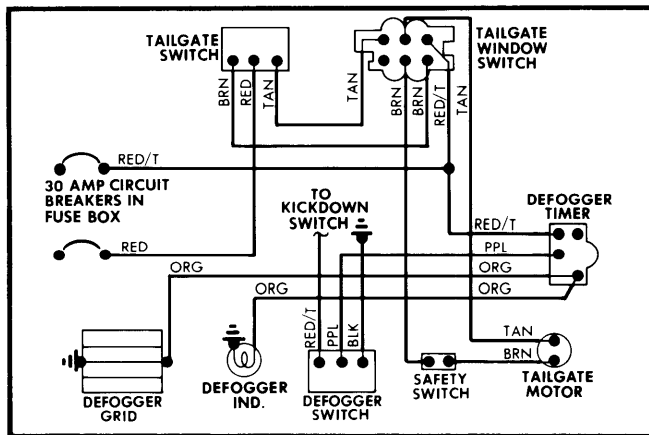 TAILGATE
SWITCH
TAILGATE
WINDOW
SWITCH
BRN
RED
TAN
TAN
BRN
BRN
RED/T
TAN
RED/T
30 AMP CIRCUIT
BREAKERS IN
FUSE BOX
RED
TO
KICKDOWN
SWITCH
DEFOGGER
TIMER
RED/T
PPL
ORG
ORG
ORG
ORG
RED/T
PPL
BLK
TAN
BRN
DEFOGGER
GRID
DEFOGGER
IND.
DEFOGGER
SWITCH
SAFETY
SWITCH
TAILGATE
MOTOR